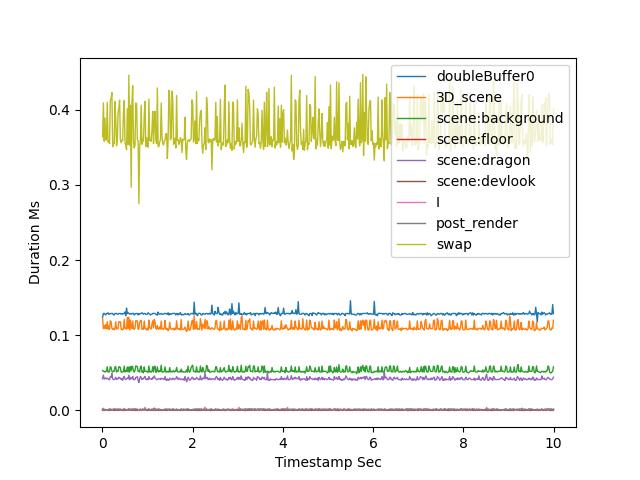 doubleBuffer0
3D_scene
scene:background
scene:floor
scene:dragon
scene:devlook
I
post_render
swap
0.4
0.3
0.2
0.1
0.0
Duration Ms
0 2 4 6 8 10
Timestamp Sec